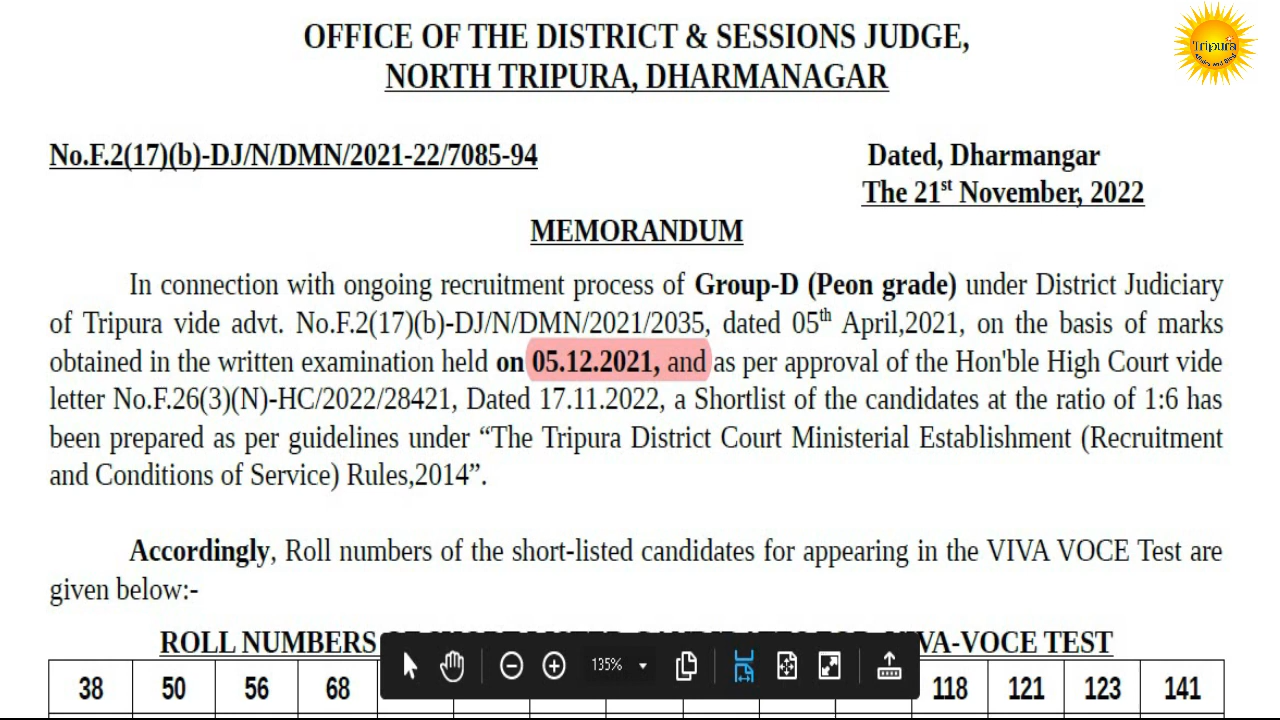 OFFICE OF THE DISTRICT & SESSIONS JUDGE,
NORTH TRIPURA, DHARMANAGAR
Tripura
No.F.2(17)(b)-DJ/N/DMN/2021-22/7085-94
Dated, Dharmangar
The 21st November, 2022
MEMORANDUM
In connection with ongoing recruitment process of Group-D (Peon grade) under District Judiciary
of Tripura vide advt. No.F.2(17)(b)-DJ/N/DMN/2021/2035, dated 05th April,2021, on the basis of marks
obtained in the written examination held on 05.12.2021, and as per approval of the Hon'ble High Court vide
letter No.F.26(3)(N)-HC/2022/28421, Dated 17.11.2022, a Shortlist of the candidates at the ratio of 1:6 has
been prepared as per guidelines under “The Tripura District Court Ministerial Establishment (Recruitment
and Conditions of Service) Rules,2014”.
Accordingly, Roll numbers of the short-listed candidates for appearing in the VIVA VOCE Test are
given below:-
ROLL NUMBERS VA-VOCE TEST
135%
38 50 56 68 118 121 123 141